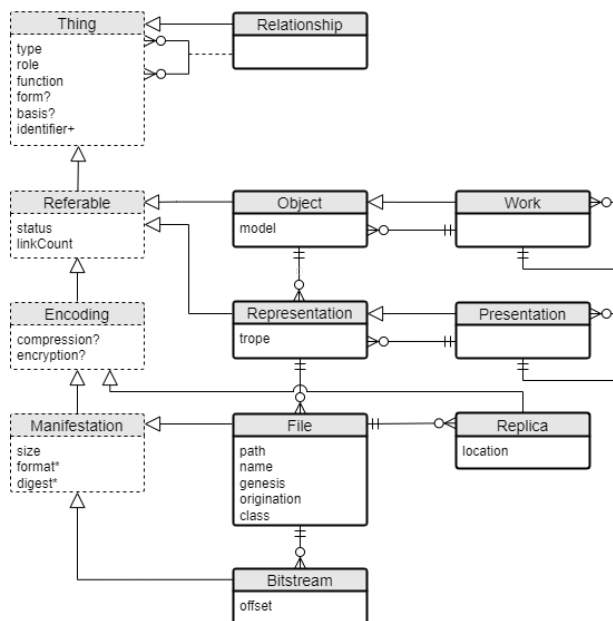 Thing
type
role
function
form?
basis?
identifier+
Relationship
Referable
status
linkCount
Object
model
Work
Encoding
compression?
encryption?
Representation
trope
Presentation
Manifestation
size
format*
digest*
File
path
name
genesis
origination
class
Replica
location
Bitstream
offset